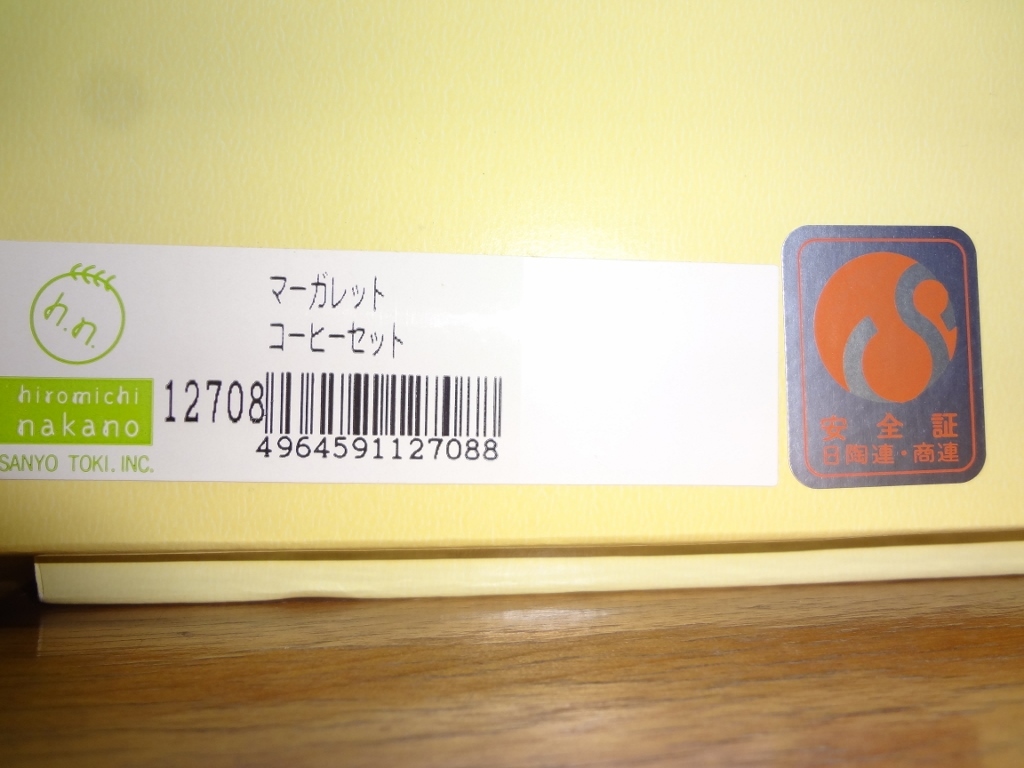 h.n.
hiromichi
nakano
SANYO TOKI. INC.
マーガレット
コーヒーセット
12708
4964591127088
安全証
日陶連・商連